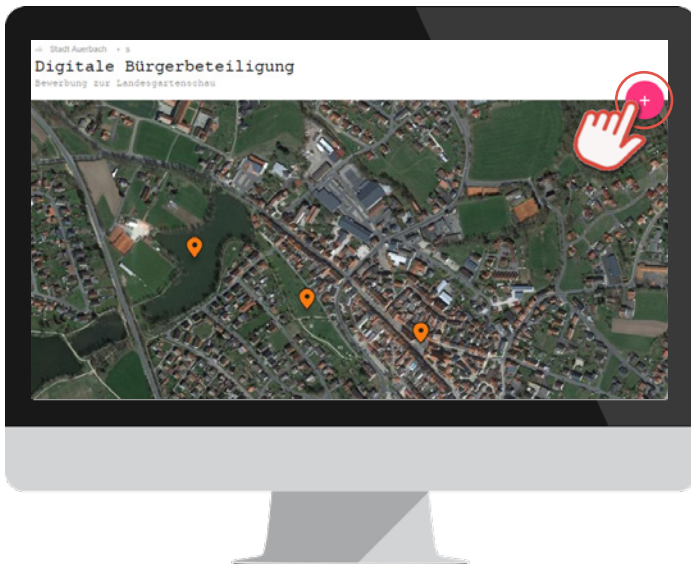 Stadt Auerbach • s
Digitale Bürgerbeteiligung
Bewerbung zur Landesgartenschau
+